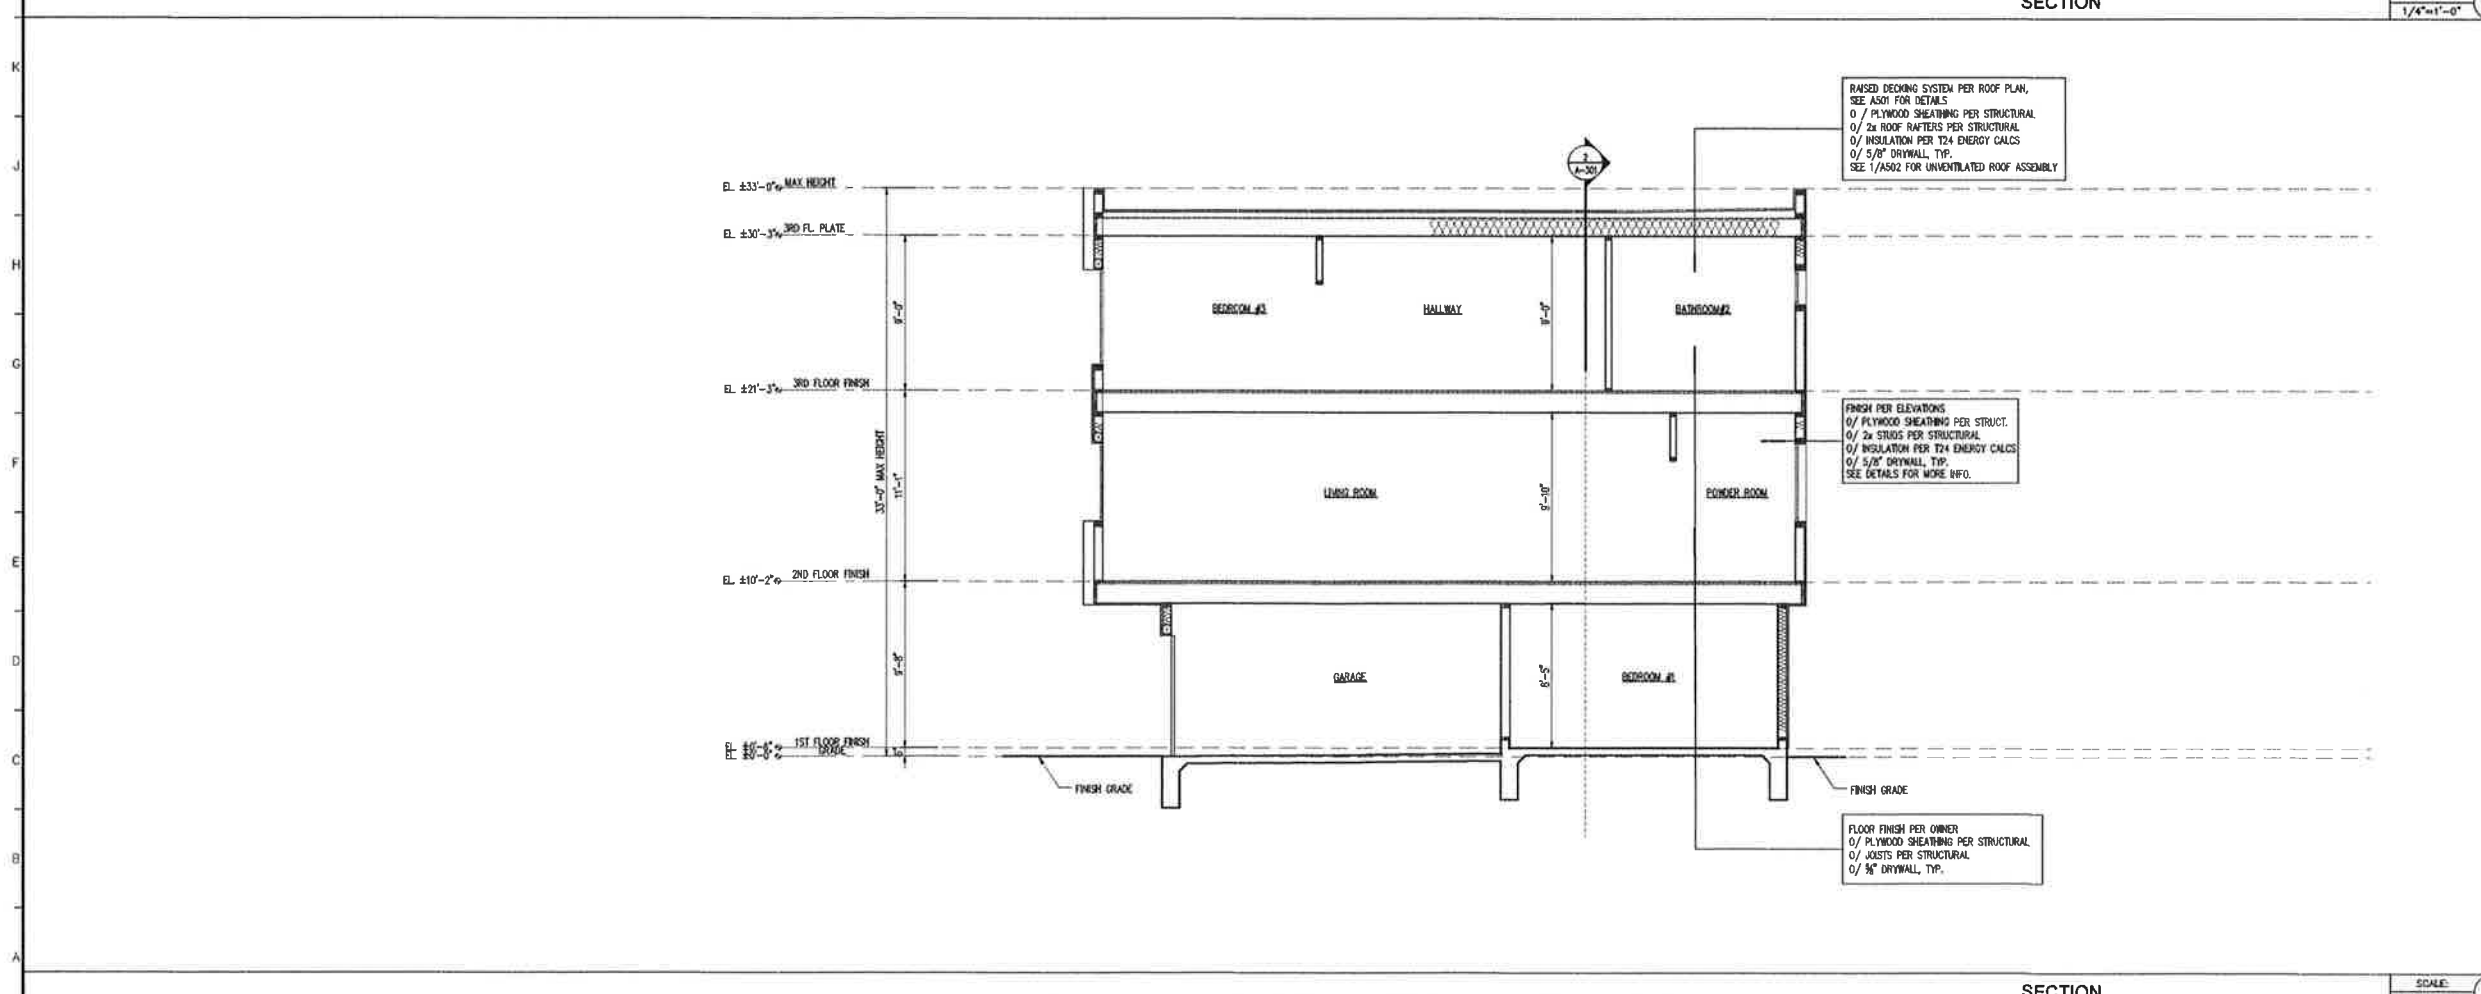 SECTION
1/4"=1'-0"
K
J
H
G
F
E
D
C
B
A
RAISED DECKING SYSTEM PER ROOF PLAN,
SEE A501 FOR DETAILS
O / PLYWOOD SHEATHING PER STRUCTURAL
O/ 2x ROOF RAFTERS PER STRUCTURAL
O/ INSULATION PER T24 ENERGY CALCS
O/ 5/8" DRYWALL, TYP.
SEE 1/A502 FOR UNVENTILATED ROOF ASSEMBLY
2
A-301
EL ±33'-0" MAX HEIGHT
EL ±30'-3" 3RD FL. PLATE
9'-0"
BEDROOM #3
HALLWAY
9'-0"
BATHROOM#2
EL ±21'-3" 3RD FLOOR FINISH
FINISH PER ELEVATIONS
O/ PLYWOOD SHEATHING PER STRUCT.
O/ 2x STUDS PER STRUCTURAL
O/ INSULATION PER T24 ENERGY CALCS
O/ 5/8" DRYWALL, TYP.
SEE DETAILS FOR MORE INFO.
33'-0" MAX HEIGHT
11'-1"
LIVING ROOM
9'-10"
POWDER ROOM
EL ±10'-2" 2ND FLOOR FINISH
9'-8"
GARAGE
8'-5"
BEDROOM #1
EL ±0'-6" 1ST FLOOR FINISH
EL ±0'-0" GRADE
6"
FINISH GRADE
FINISH GRADE
FLOOR FINISH PER OWNER
O/ PLYWOOD SHEATHING PER STRUCTURAL
O/ JOISTS PER STRUCTURAL
O/ ⅝" DRYWALL, TYP.
SECTION
SCALE: